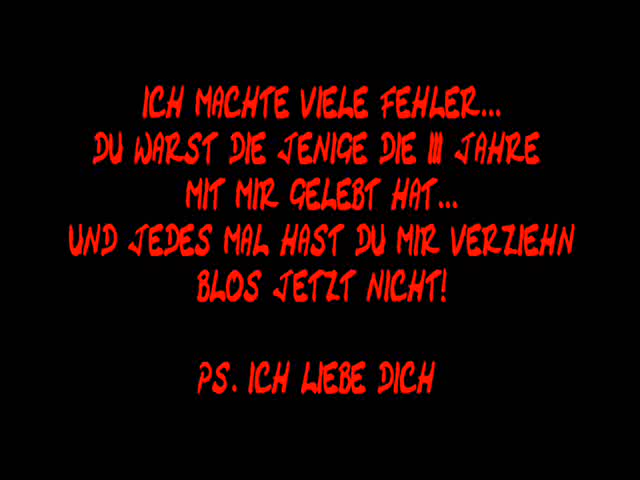 ICH MACHTE VIELE FEHLER...
DU WARST DIE JENIGE DIE III JAHRE
MIT MIR GELEBT HAT...
UND JEDES MAL HAST DU MIR VERZIEHN
BLOS JETZT NICHT!
PS. ICH LIEBE DICH